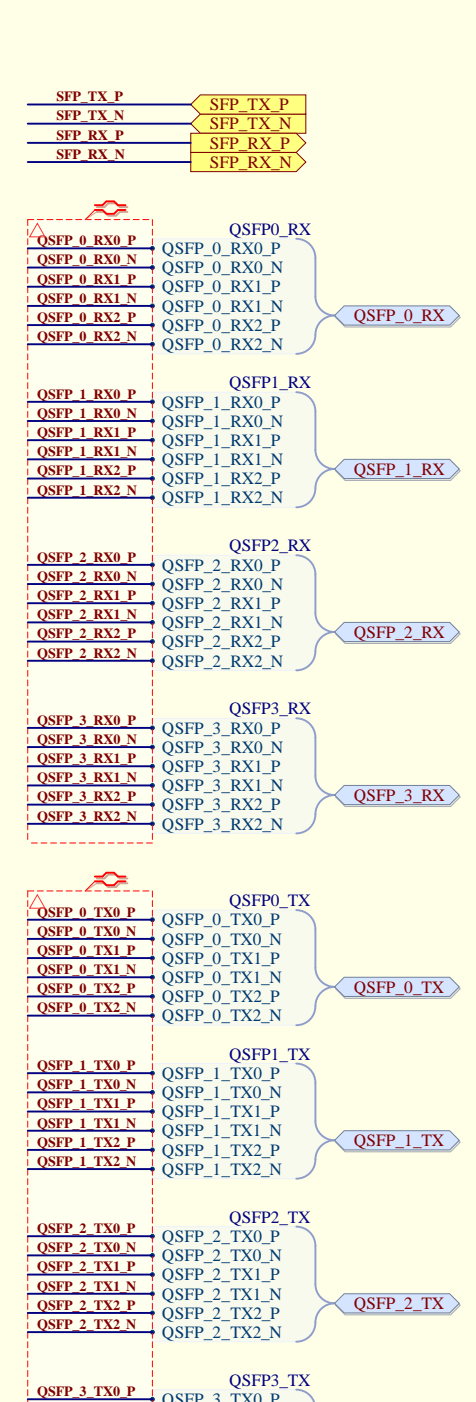 SFP_TX_P SFP_TX_P
SFP_TX_N SFP_TX_N
SFP_RX_P SFP_RX_P
SFP_RX_N SFP_RX_N
QSFP0_RX
QSFP_0_RX0_P QSFP_0_RX0_P
QSFP_0_RX0_N QSFP_0_RX0_N
QSFP_0_RX1_P QSFP_0_RX1_P
QSFP_0_RX1_N QSFP_0_RX1_N QSFP_0_RX
QSFP_0_RX2_P QSFP_0_RX2_P
QSFP_0_RX2_N QSFP_0_RX2_N
QSFP1_RX
QSFP_1_RX0_P QSFP_1_RX0_P
QSFP_1_RX0_N QSFP_1_RX0_N
QSFP_1_RX1_P QSFP_1_RX1_P
QSFP_1_RX1_N QSFP_1_RX1_N QSFP_1_RX
QSFP_1_RX2_P QSFP_1_RX2_P
QSFP_1_RX2_N QSFP_1_RX2_N
QSFP2_RX
QSFP_2_RX0_P QSFP_2_RX0_P
QSFP_2_RX0_N QSFP_2_RX0_N
QSFP_2_RX1_P QSFP_2_RX1_P
QSFP_2_RX1_N QSFP_2_RX1_N QSFP_2_RX
QSFP_2_RX2_P QSFP_2_RX2_P
QSFP_2_RX2_N QSFP_2_RX2_N
QSFP3_RX
QSFP_3_RX0_P QSFP_3_RX0_P
QSFP_3_RX0_N QSFP_3_RX0_N
QSFP_3_RX1_P QSFP_3_RX1_P
QSFP_3_RX1_N QSFP_3_RX1_N QSFP_3_RX
QSFP_3_RX2_P QSFP_3_RX2_P
QSFP_3_RX2_N QSFP_3_RX2_N
QSFP0_TX
QSFP_0_TX0_P QSFP_0_TX0_P
QSFP_0_TX0_N QSFP_0_TX0_N
QSFP_0_TX1_P QSFP_0_TX1_P
QSFP_0_TX1_N QSFP_0_TX1_N QSFP_0_TX
QSFP_0_TX2_P QSFP_0_TX2_P
QSFP_0_TX2_N QSFP_0_TX2_N
QSFP1_TX
QSFP_1_TX0_P QSFP_1_TX0_P
QSFP_1_TX0_N QSFP_1_TX0_N
QSFP_1_TX1_P QSFP_1_TX1_P
QSFP_1_TX1_N QSFP_1_TX1_N QSFP_1_TX
QSFP_1_TX2_P QSFP_1_TX2_P
QSFP_1_TX2_N QSFP_1_TX2_N
QSFP2_TX
QSFP_2_TX0_P QSFP_2_TX0_P
QSFP_2_TX0_N QSFP_2_TX0_N
QSFP_2_TX1_P QSFP_2_TX1_P
QSFP_2_TX1_N QSFP_2_TX1_N QSFP_2_TX
QSFP_2_TX2_P QSFP_2_TX2_P
QSFP_2_TX2_N QSFP_2_TX2_N
QSFP3_TX
QSFP_3_TX0_P QSFP_3_TX0_P